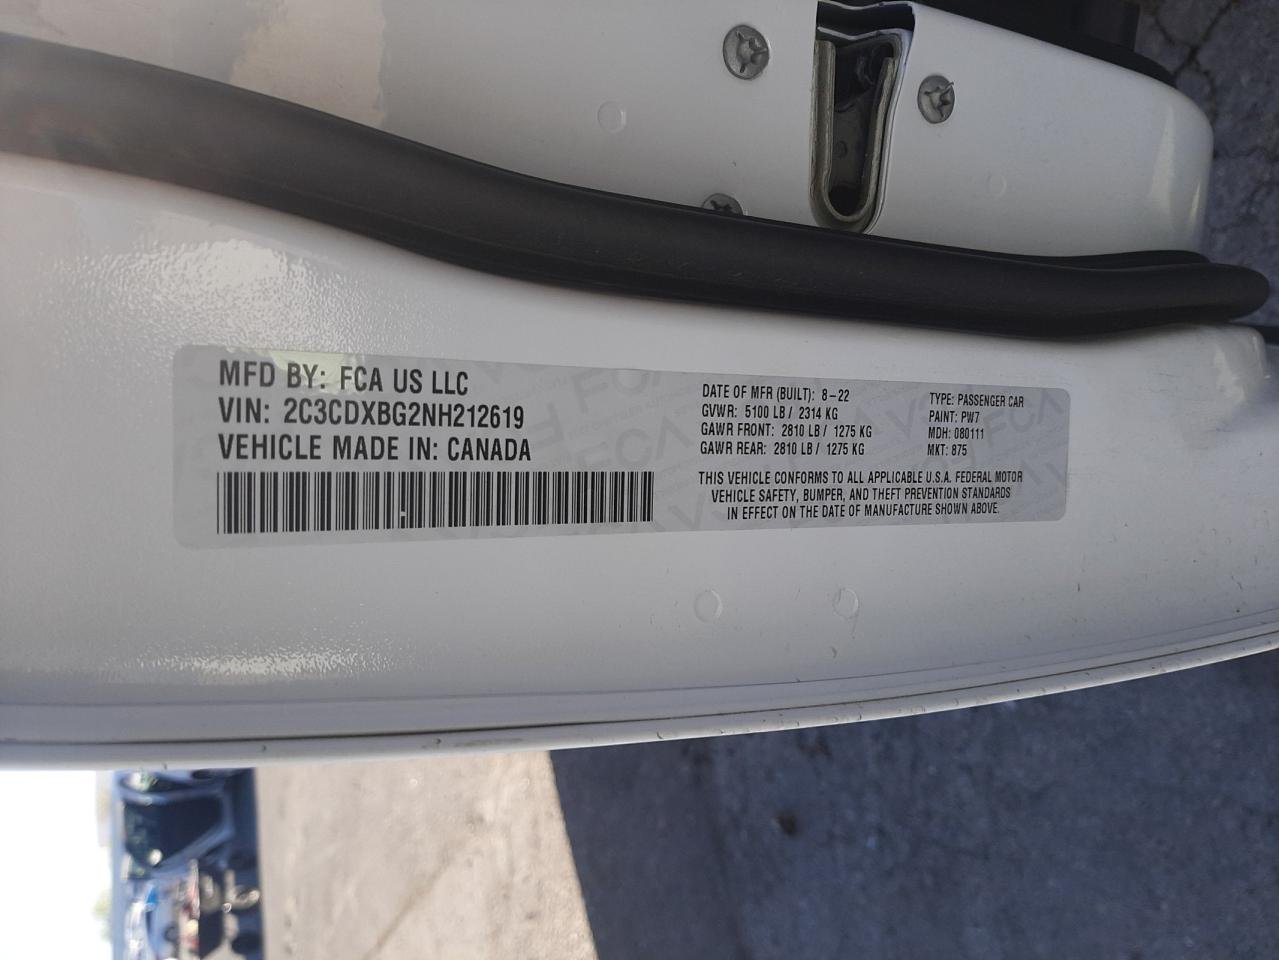 MFD BY: FCA US LLC
VIN: 2C3CDXBG2NH212619
VEHICLE MADE IN: CANADA
DATE OF MFR (BUILT): 8-22
GVWR: 5100 LB / 2314 KG
GAWR FRONT: 2810 LB / 1275 KG
GAWR REAR: 2810 LB / 1275 KG
TYPE: PASSENGER CAR
PAINT: PW7
MDH: 080111
MKT: 875
THIS VEHICLE CONFORMS TO ALL APPLICABLE U.S.A. FEDERAL MOTOR
VEHICLE SAFETY, BUMPER, AND THEFT PREVENTION STANDARDS
IN EFFECT ON THE DATE OF MANUFACTURE SHOWN ABOVE.